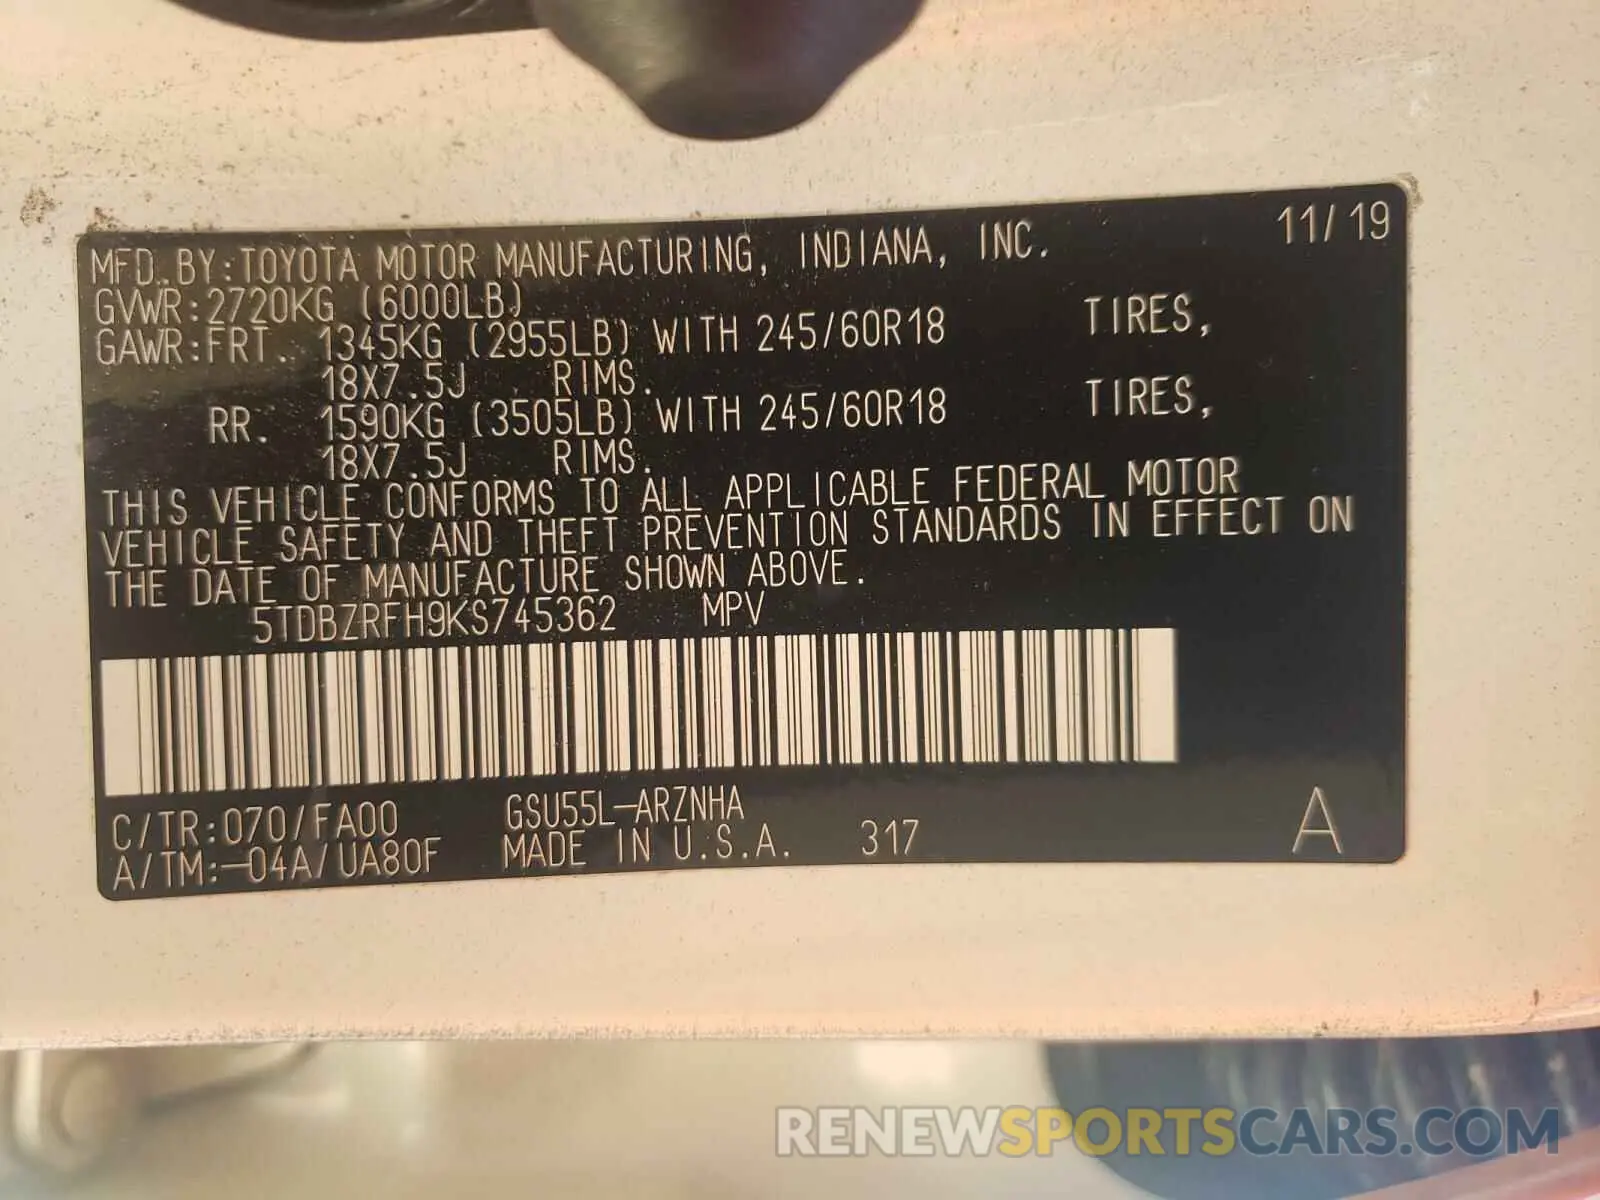 MFD. BY:TOYOTA MOTOR MANUFACTURING, INDIANA, INC. 11/19
GVWR:2720KG (6000LB)
GAWR:FRT. 1345KG (2955LB) WITH 245/60R18 TIRES,
18X7.5J RIMS.
RR. 1590KG (3505LB) WITH 245/60R18 TIRES,
18X7.5J RIMS.
THIS VEHICLE CONFORMS TO ALL APPLICABLE FEDERAL MOTOR
VEHICLE SAFETY AND THEFT PREVENTION STANDARDS IN EFFECT ON
THE DATE OF MANUFACTURE SHOWN ABOVE.
5TDBZRFH9KS745362 MPV
C/TR:070/FA00 GSU55L-ARZNHA
A/TM:-04A/UA80F MADE IN U.S.A. 317 A
RENEWSPORTSCARS.COM